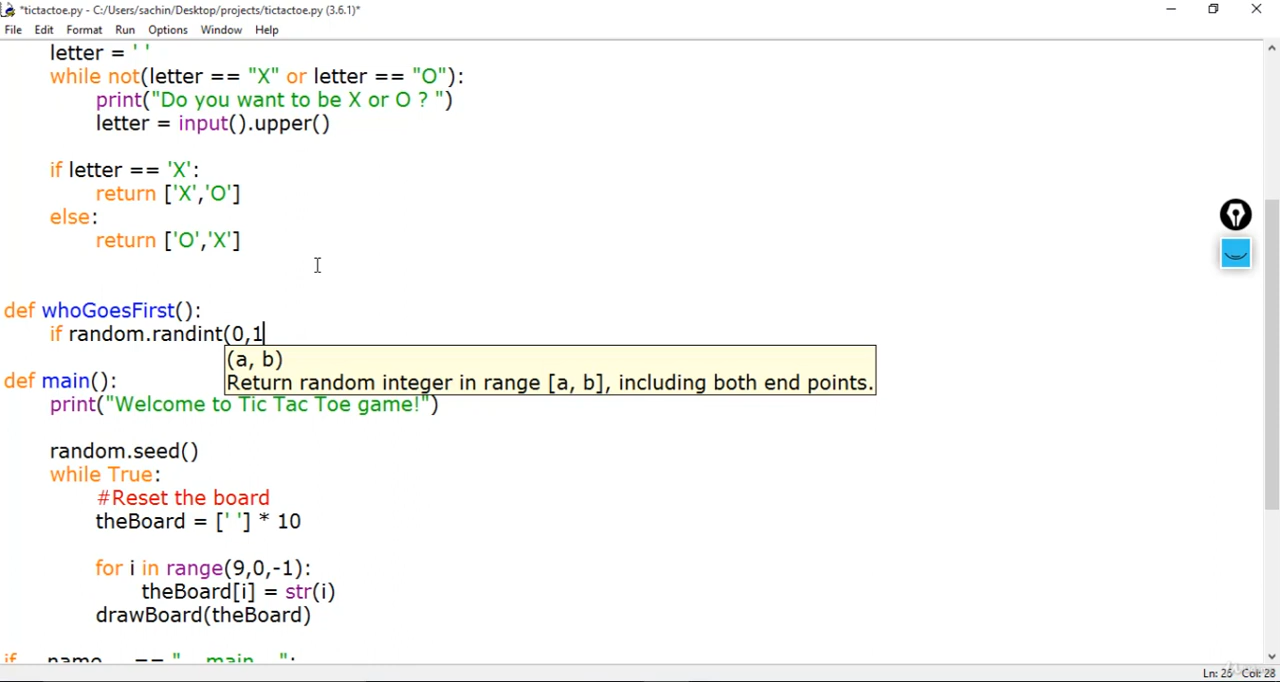 *tictactoe.py - C:/Users/sachin/Desktop/projects/tictactoe.py (3.6.1)*
File Edit Format Run Options Window Help
letter = ' '
while not(letter == "X" or letter == "O"):
print("Do you want to be X or O ? ")
letter = input().upper()
if letter == 'X':
return ['X','O']
else:
return ['O','X']
def whoGoesFirst():
if random.randint(0,1
(a, b)
Return random integer in range [a, b], including both end points.
def main():
print("Welcome to Tic Tac Toe game!")
random.seed()
while True:
#Reset the board
theBoard = [' '] * 10
for i in range(9,0,-1):
theBoard[i] = str(i)
drawBoard(theBoard)
if __name__ == "__main__":
Ln: 25 Col: 28